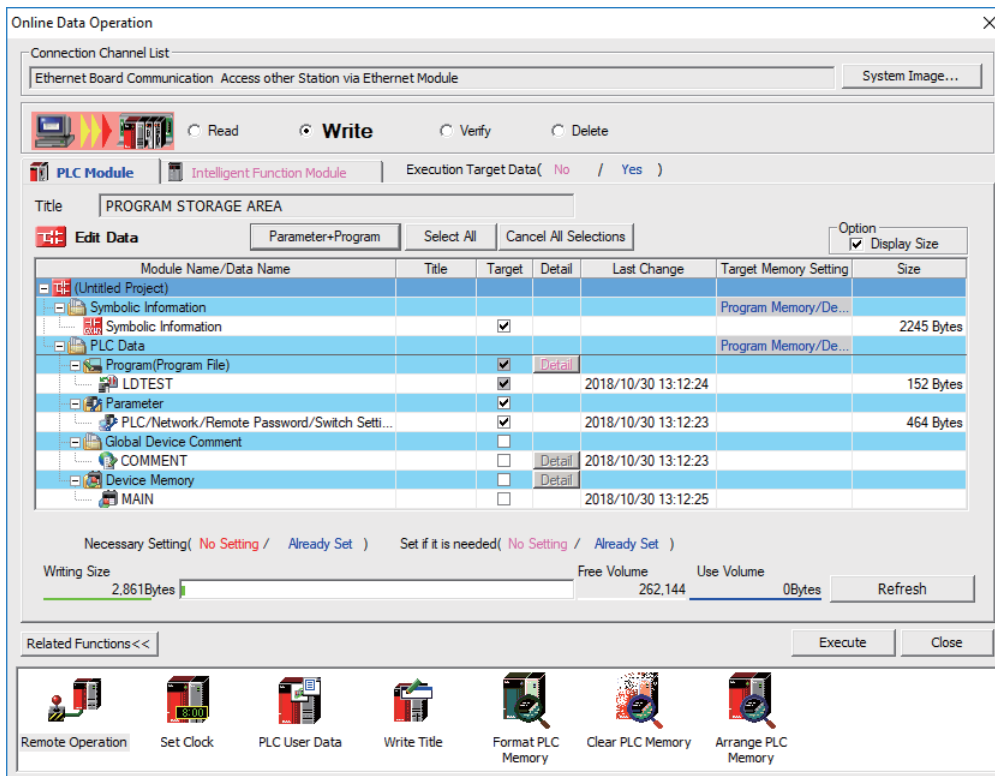 Online Data Operation
Connection Channel List
Ethernet Board Communication Access other Station via Ethernet Module
System Image...
Read Write Verify Delete
PLC Module Intelligent Function Module Execution Target Data( No / Yes )
Title PROGRAM STORAGE AREA
Edit Data Parameter+Program Select All Cancel All Selections Option Display Size
Module Name/Data Name Title Target Detail Last Change Target Memory Setting Size
(Untitled Project)
Symbolic Information Program Memory/De...
Symbolic Information 2245 Bytes
PLC Data Program Memory/De...
Program(Program File) Detail
LDTEST 2018/10/30 13:12:24 152 Bytes
Parameter
PLC/Network/Remote Password/Switch Setti... 2018/10/30 13:12:23 464 Bytes
Global Device Comment
COMMENT Detail 2018/10/30 13:12:23
Device Memory Detail
MAIN 2018/10/30 13:12:25
Necessary Setting( No Setting / Already Set ) Set if it is needed( No Setting / Already Set )
Writing Size Free Volume Use Volume
2,861Bytes 262,144 0Bytes Refresh
Related Functions<< Execute Close
8:00
Remote Operation Set Clock PLC User Data Write Title Format PLC Memory Clear PLC Memory Arrange PLC Memory